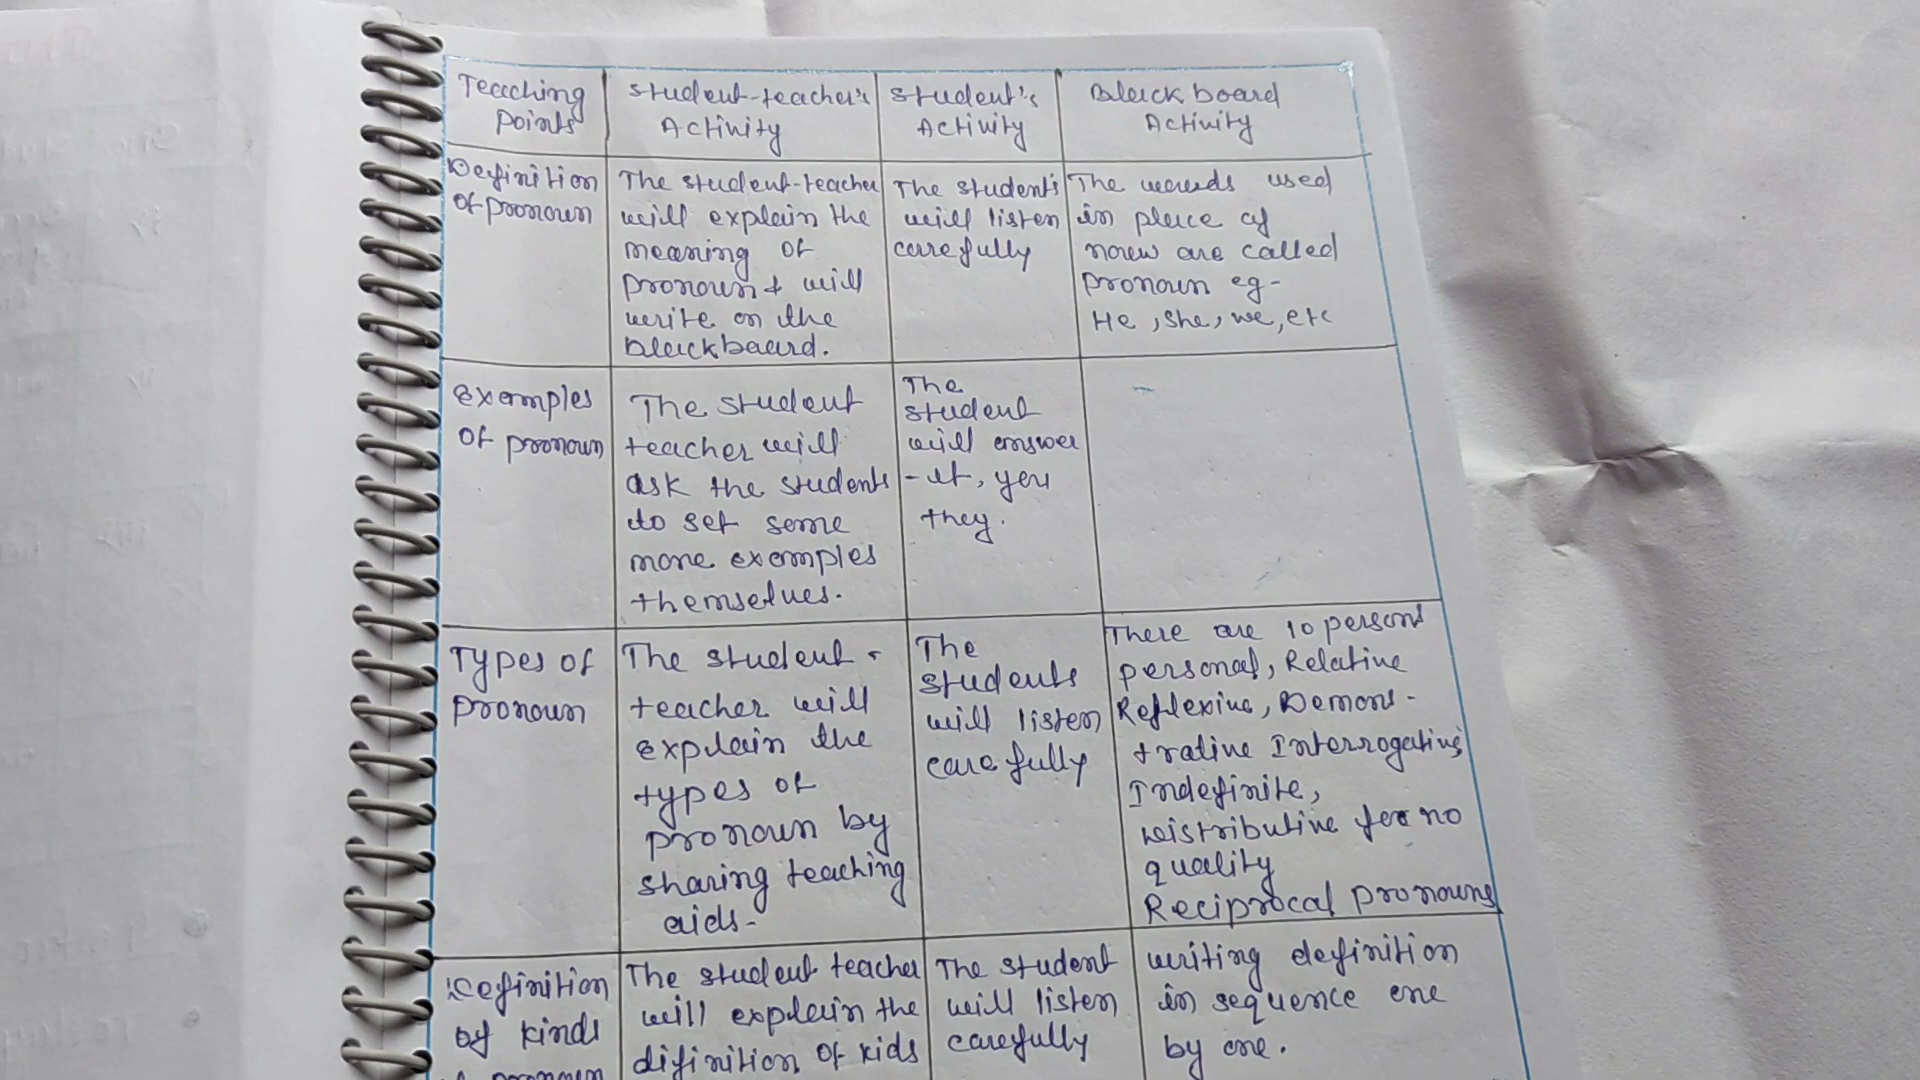 Teaching Points
Student-teacher's Activity
Student's Activity
Blackboard Activity
Definition
of pronoun
The student-teacher
will explain the
meaning of
pronoun & will
write on the
blackboard.
The students
will listen
carefully
The words used
in place of
noun are called
pronoun eg-
He, she, we, etc
Examples
of pronoun
The student
teacher will
ask the students
to set some
more examples
themselves.
The
student
will answer
- it, you
they.
Types of
pronoun
The student -
teacher will
explain the
types of
pronoun by
sharing teaching
aids-
The
students
will listen
carefully
There are 10 persons
personal, Relative
Reflexive, Demons-
trative Interrogative
Indefinite,
Distributive for no
quality
Reciprocal pronouns
Definition
of kinds
pronoun
The student teacher
will explain the
difinition of kids
The student
will listen
carefully
writing definition
in sequence one
by one.